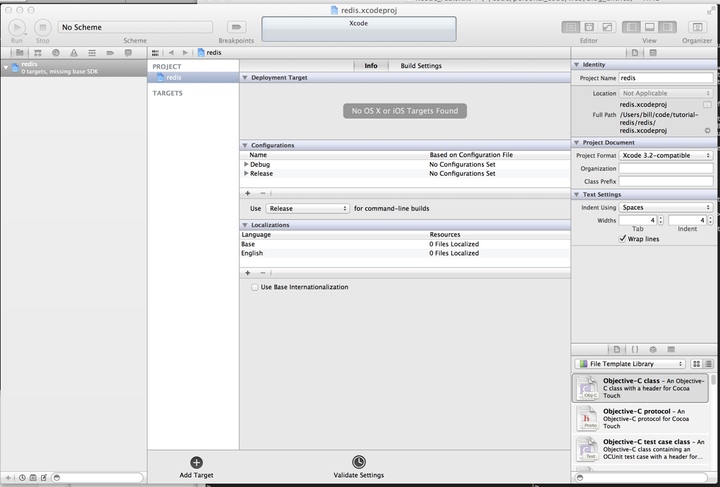 redis.xcodeproj
Run
Stop
No Scheme
Scheme
Breakpoints
Xcode
Editor
View
Organizer
redis
0 targets, missing base SDK
redis
PROJECT
redis
TARGETS
Info
Build Settings
Deployment Target
No OS X or iOS Targets Found
Configurations
Name
Based on Configuration File
Debug
No Configurations Set
Release
No Configurations Set
Use
Release
for command-line builds
Localizations
Language
Resources
Base
0 Files Localized
English
0 Files Localized
Use Base Internationalization
Add Target
Validate Settings
Identity
Project Name
redis
Location
Not Applicable
redis.xcodeproj
Full Path
/Users/bill/code/tutorial-
redis/redis/
redis.xcodeproj
Project Document
Project Format
Xcode 3.2-compatible
Organization
Class Prefix
Text Settings
Indent Using
Spaces
Widths
4
4
Tab
Indent
Wrap lines
File Template Library
Objective-C class - An Objective-
C class with a header for Cocoa
Touch
Objective-C protocol - An
Objective-C protocol for Cocoa
Touch
Objective-C test case class - An
Objective-C class containing an
OCUnit test case with a header for...